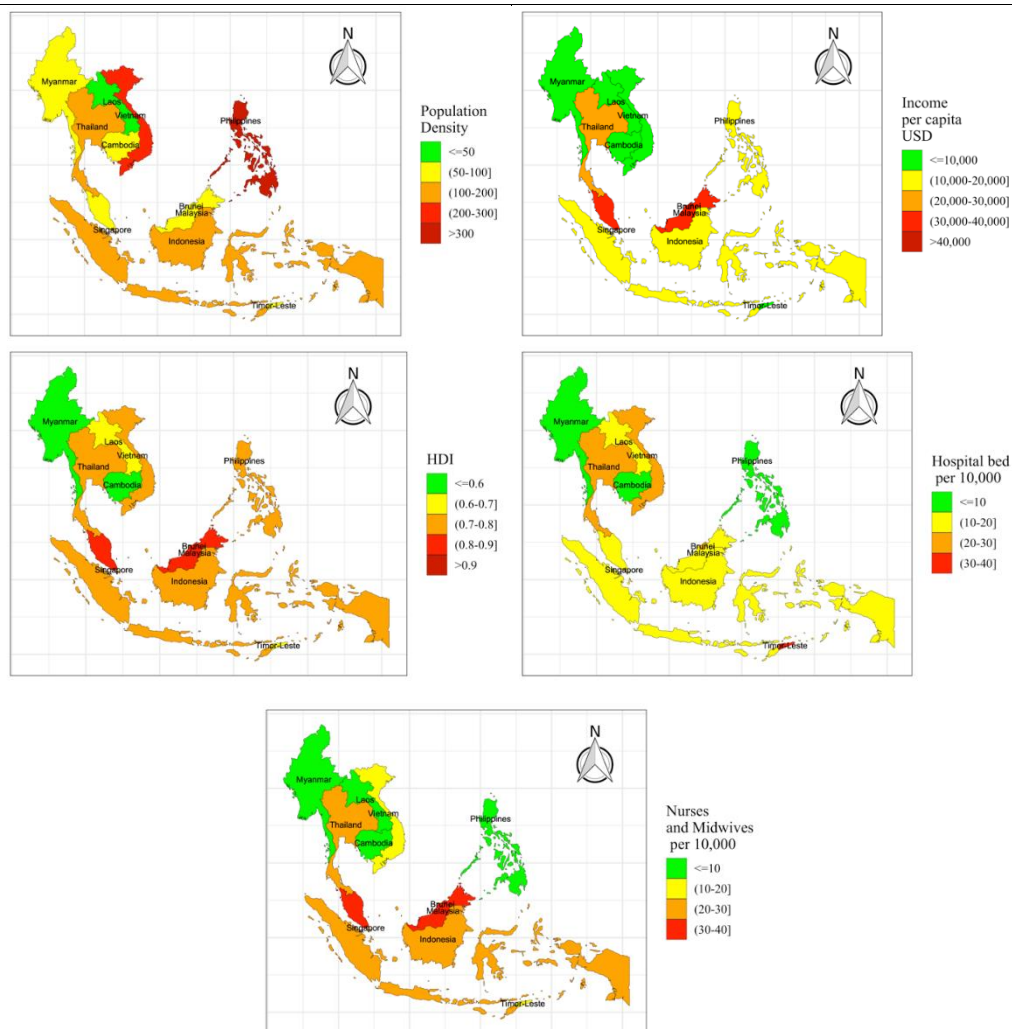 N
Myanmar
Laos
Vietnam
Thailand
Cambodia
Philippines
Brunei
Malaysia
Singapore
Indonesia
Timor-Leste
Population
Density
<=50
(50-100]
(100-200]
(200-300]
>300
N
Myanmar
Laos
Vietnam
Thailand
Cambodia
Philippines
Brunei
Malaysia
Singapore
Indonesia
Timor-Leste
Income
per capita
USD
<=10,000
(10,000-20,000]
(20,000-30,000]
(30,000-40,000]
>40,000
N
Myanmar
Laos
Vietnam
Thailand
Cambodia
Philippines
Brunei
Malaysia
Singapore
Indonesia
Timor-Leste
HDI
<=0.6
(0.6-0.7]
(0.7-0.8]
(0.8-0.9]
>0.9
N
Myanmar
Laos
Vietnam
Thailand
Cambodia
Philippines
Brunei
Malaysia
Singapore
Indonesia
Timor-Leste
Hospital bed
per 10,000
<=10
(10-20]
(20-30]
(30-40]
N
Myanmar
Laos
Vietnam
Thailand
Cambodia
Philippines
Brunei
Malaysia
Singapore
Indonesia
Timor-Leste
Nurses
and Midwives
per 10,000
<=10
(10-20]
(20-30]
(30-40]